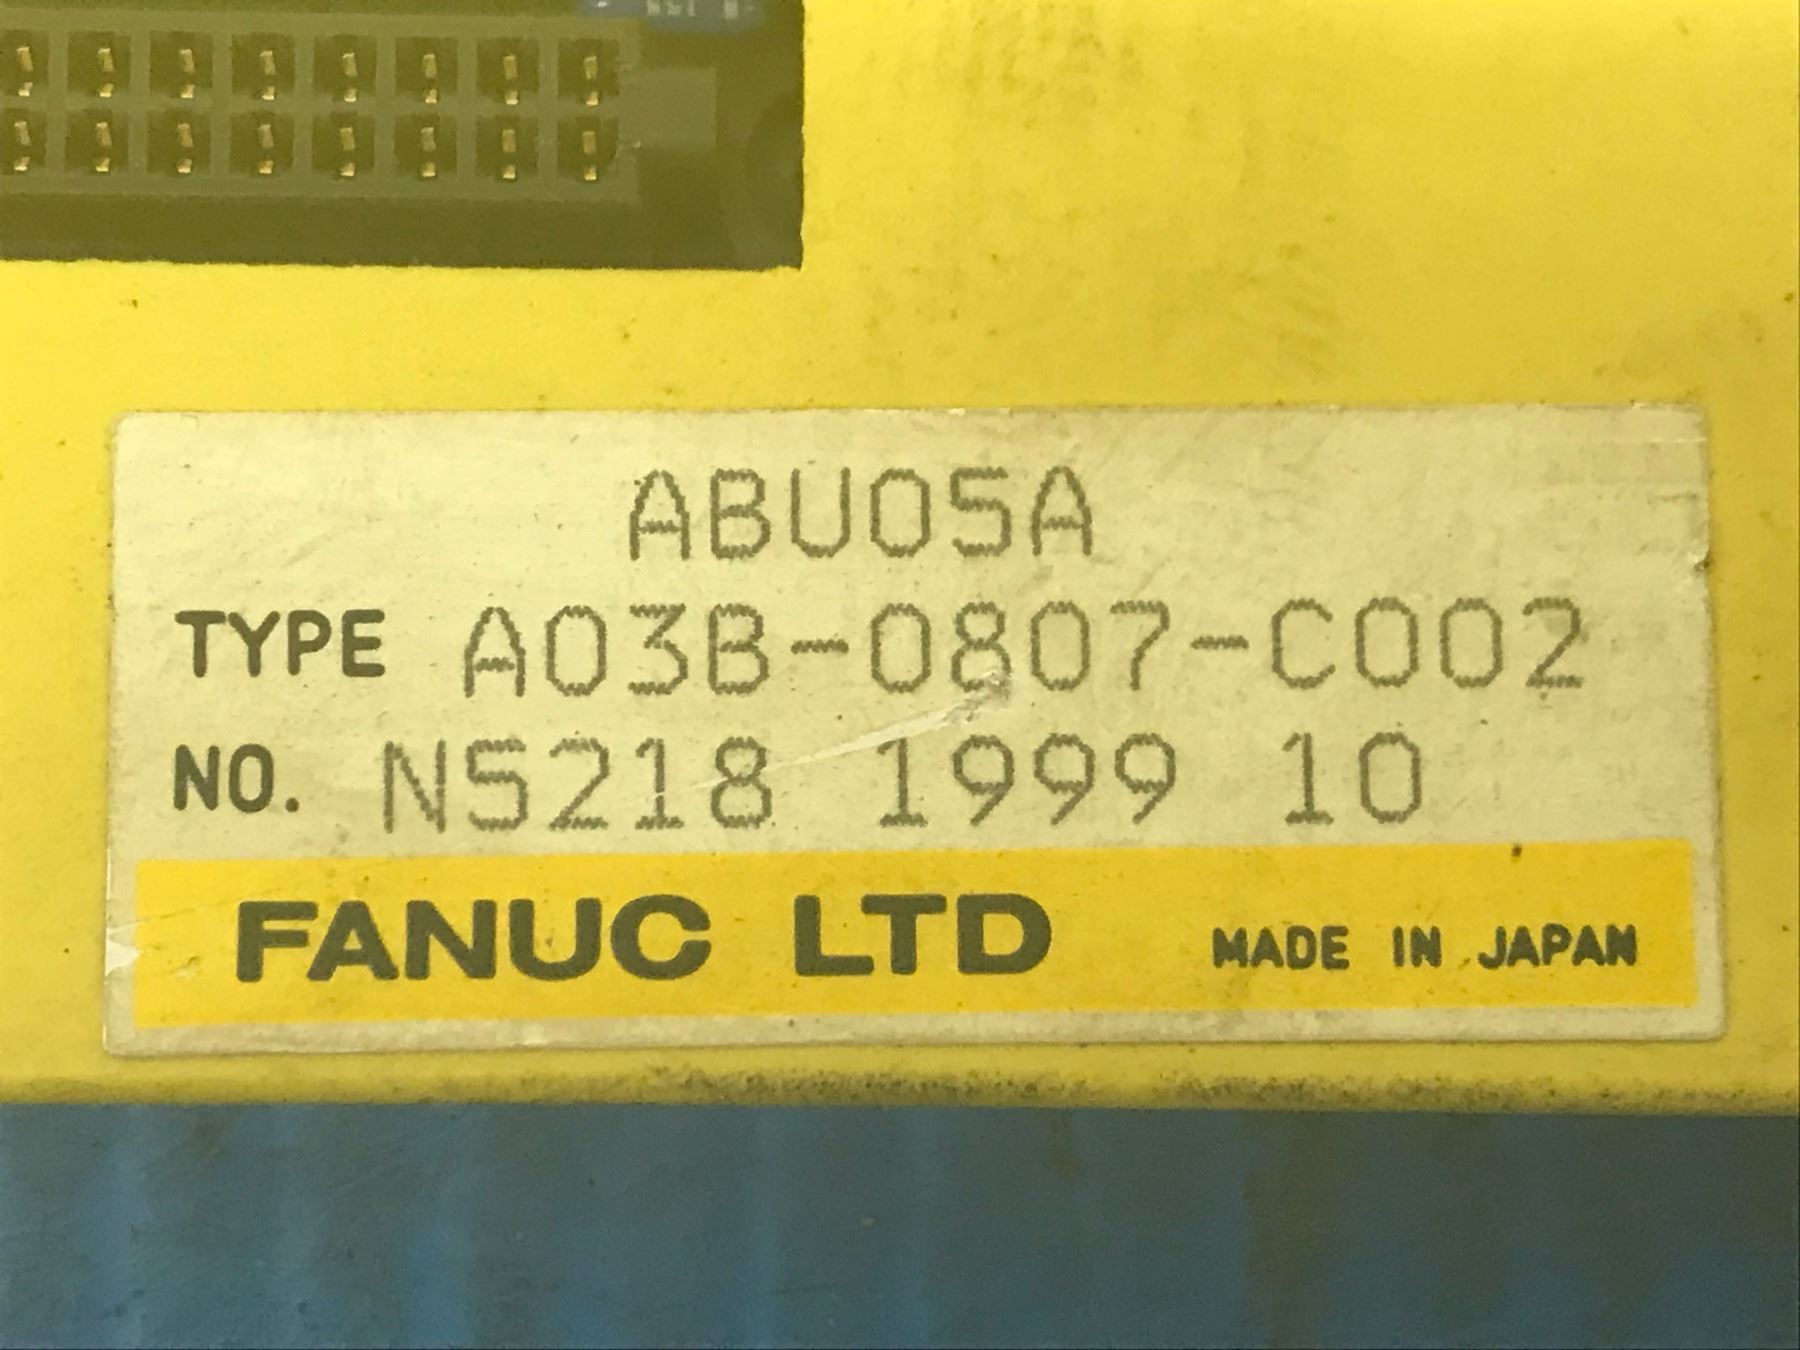 ABU05A
TYPE A03B-0807-C002
NO. N5218 1999 10
FANUC LTD MADE IN JAPAN